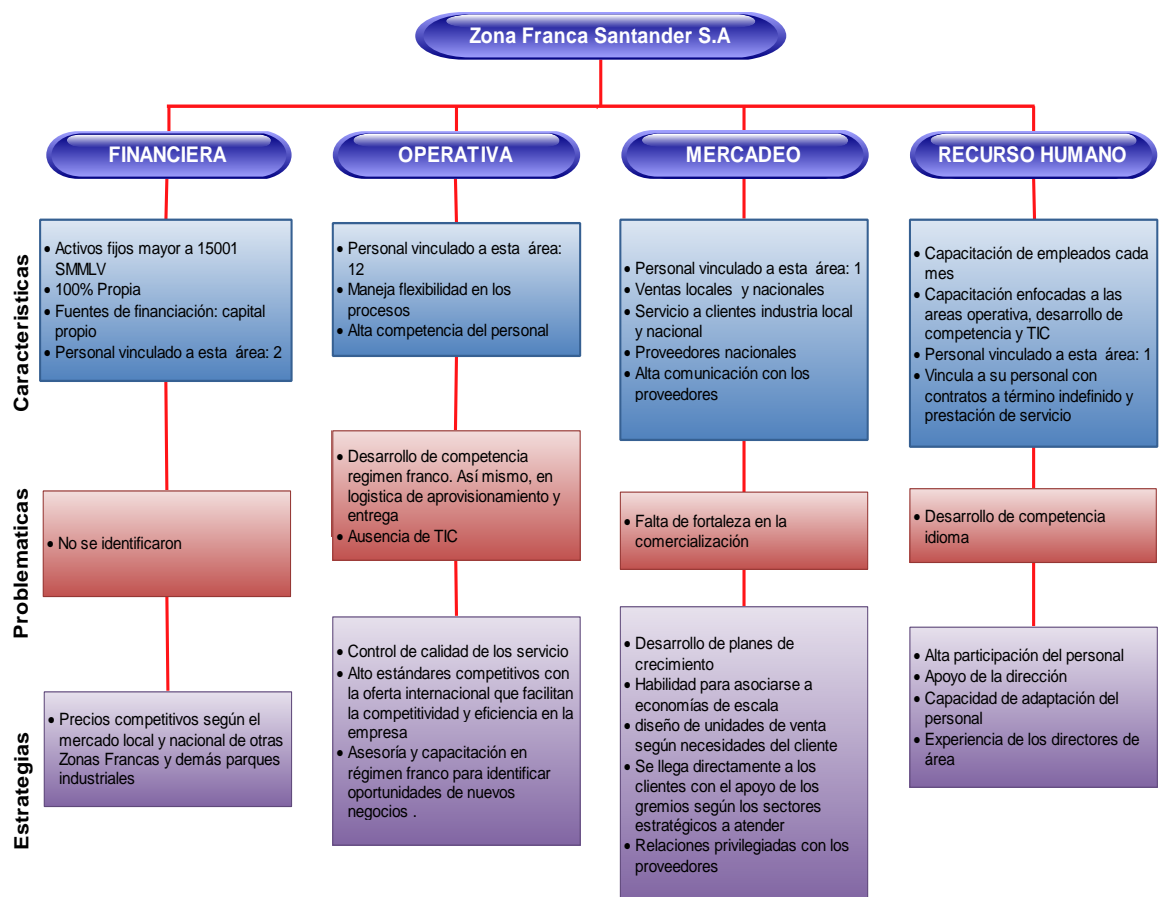 Zona Franca Santander S.A
FINANCIERA
OPERATIVA
MERCADEO
RECURSO HUMANO
Características
• Activos fijos mayor a 15001
SMMLV
• 100% Propia
• Fuentes de financiación: capital
propio
• Personal vinculado a esta área: 2
• Personal vinculado a esta área:
12
• Maneja flexibilidad en los
procesos
• Alta competencia del personal
• Personal vinculado a esta área: 1
• Ventas locales y nacionales
• Servicio a clientes industria local
y nacional
• Proveedores nacionales
• Alta comunicación con los
proveedores
• Capacitación de empleados cada
mes
• Capacitación enfocadas a las
areas operativa, desarrollo de
competencia y TIC
• Personal vinculado a esta área: 1
• Vincula a su personal con
contratos a término indefinido y
prestación de servicio
Problematicas
• No se identificaron
• Desarrollo de competencia
regimen franco. Así mismo, en
logistica de aprovisionamiento y
entrega
• Ausencia de TIC
• Falta de fortaleza en la
comercialización
• Desarrollo de competencia
idioma
Estrategias
• Precios competitivos según el
mercado local y nacional de otras
Zonas Francas y demás parques
industriales
• Control de calidad de los servicio
• Alto estándares competitivos con
la oferta internacional que facilitan
la competitividad y eficiencia en la
empresa
• Asesoría y capacitación en
régimen franco para identificar
oportunidades de nuevos
negocios .
• Desarrollo de planes de
crecimiento
• Habilidad para asociarse a
economías de escala
• diseño de unidades de venta
según necesidades del cliente
• Se llega directamente a los
clientes con el apoyo de los
gremios según los sectores
estratégicos a atender
• Relaciones privilegiadas con los
proveedores
• Alta participación del personal
• Apoyo de la dirección
• Capacidad de adaptación del
personal
• Experiencia de los directores de
área